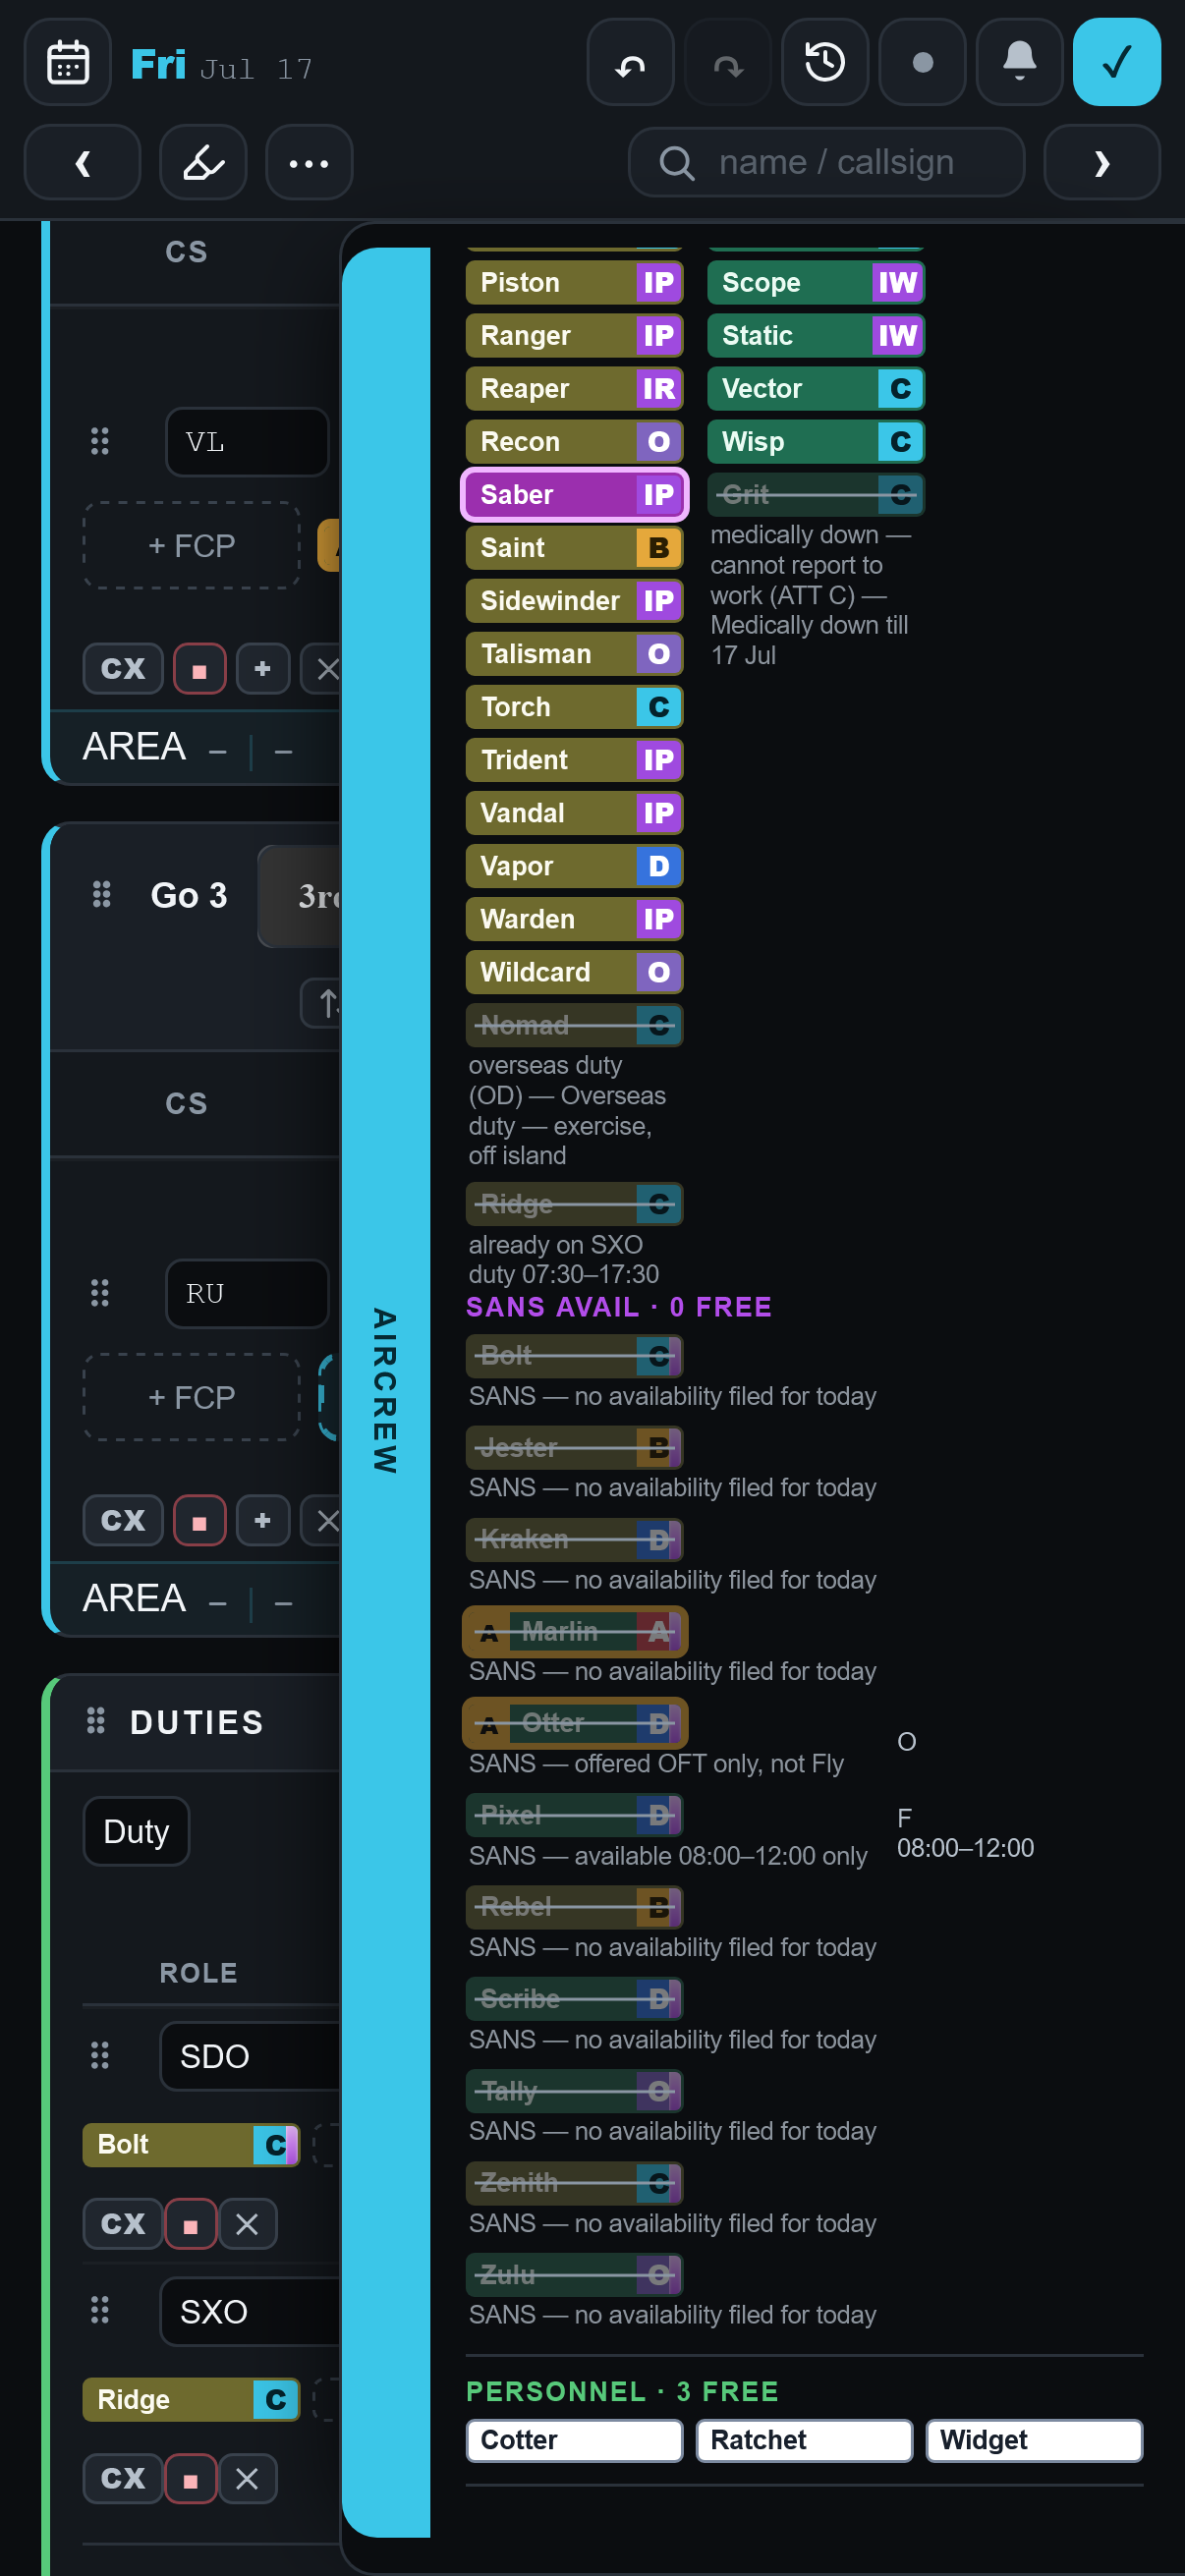 Fri Jul 17
name / callsign
CS
VL
+ FCP
CX
AREA – | –
Go 3
CS
RU
+ FCP
CX
AREA – | –
DUTIES
Duty
ROLE
SDO
Bolt C
CX
SXO
Ridge C
CX
AIRCREW
Piston IP
Scope IW
Ranger IP
Static IW
Reaper IR
Vector C
Recon O
Wisp C
Saber IP
Grit C
medically down —
cannot report to
work (ATT C) —
Medically down till
17 Jul
Saint B
Sidewinder IP
Talisman O
Torch C
Trident IP
Vandal IP
Vapor D
Warden IP
Wildcard O
Nomad C
overseas duty
(OD) — Overseas
duty — exercise,
off island
Ridge C
already on SXO
duty 07:30–17:30
SANS AVAIL · 0 FREE
Bolt C
SANS — no availability filed for today
Jester B
SANS — no availability filed for today
Kraken D
SANS — no availability filed for today
A Marlin A
SANS — no availability filed for today
A Otter D
SANS — offered OFT only, not Fly
O
Pixel D
SANS — available 08:00–12:00 only
F
08:00–12:00
Rebel B
SANS — no availability filed for today
Scribe D
SANS — no availability filed for today
Tally O
SANS — no availability filed for today
Zenith C
SANS — no availability filed for today
Zulu O
SANS — no availability filed for today
PERSONNEL · 3 FREE
Cotter
Ratchet
Widget